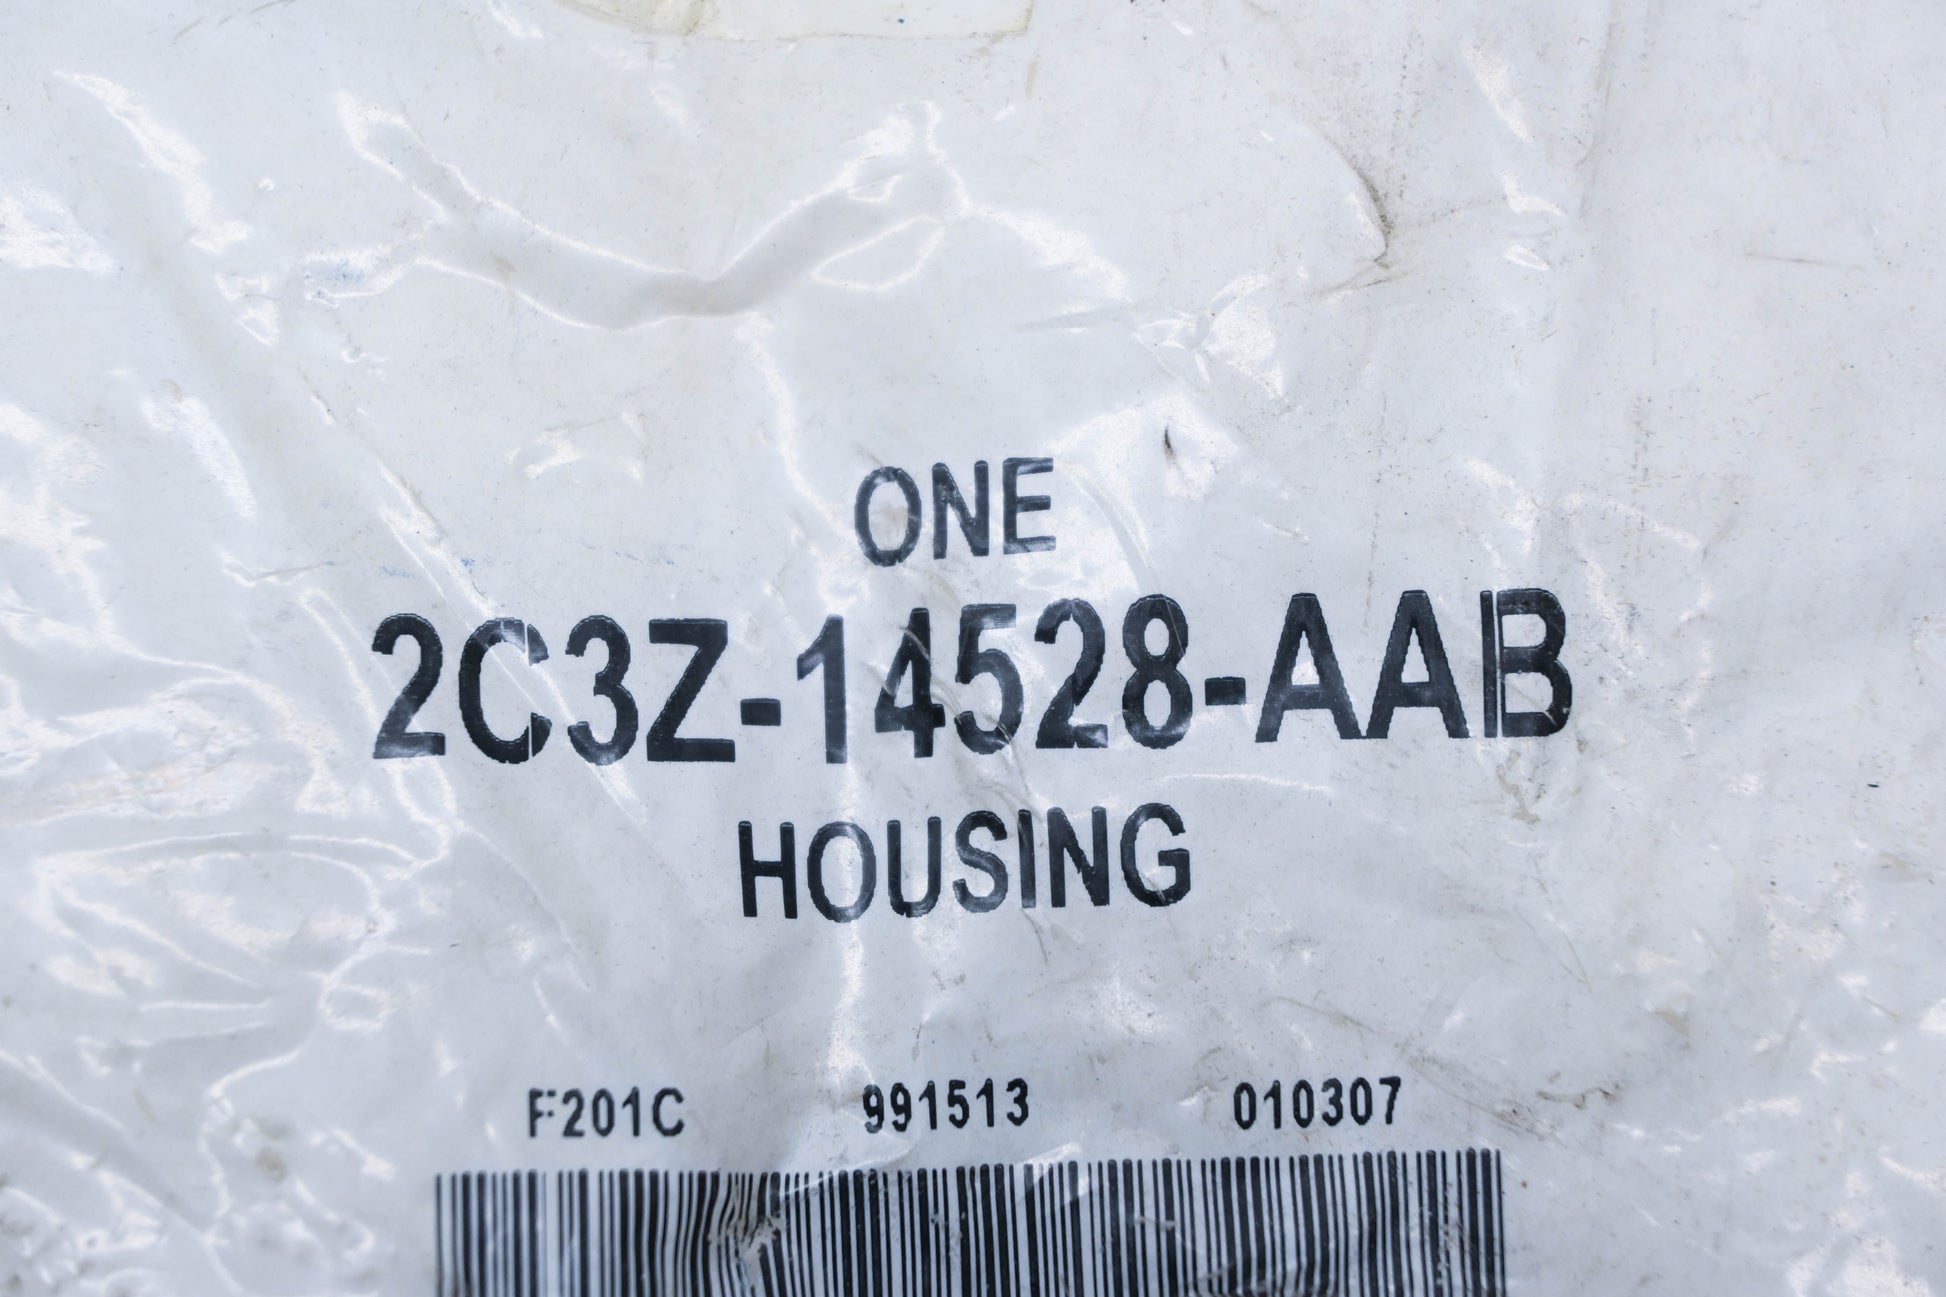 ONE
2C3Z-14528-AAB
HOUSING
F201C 991513 010307